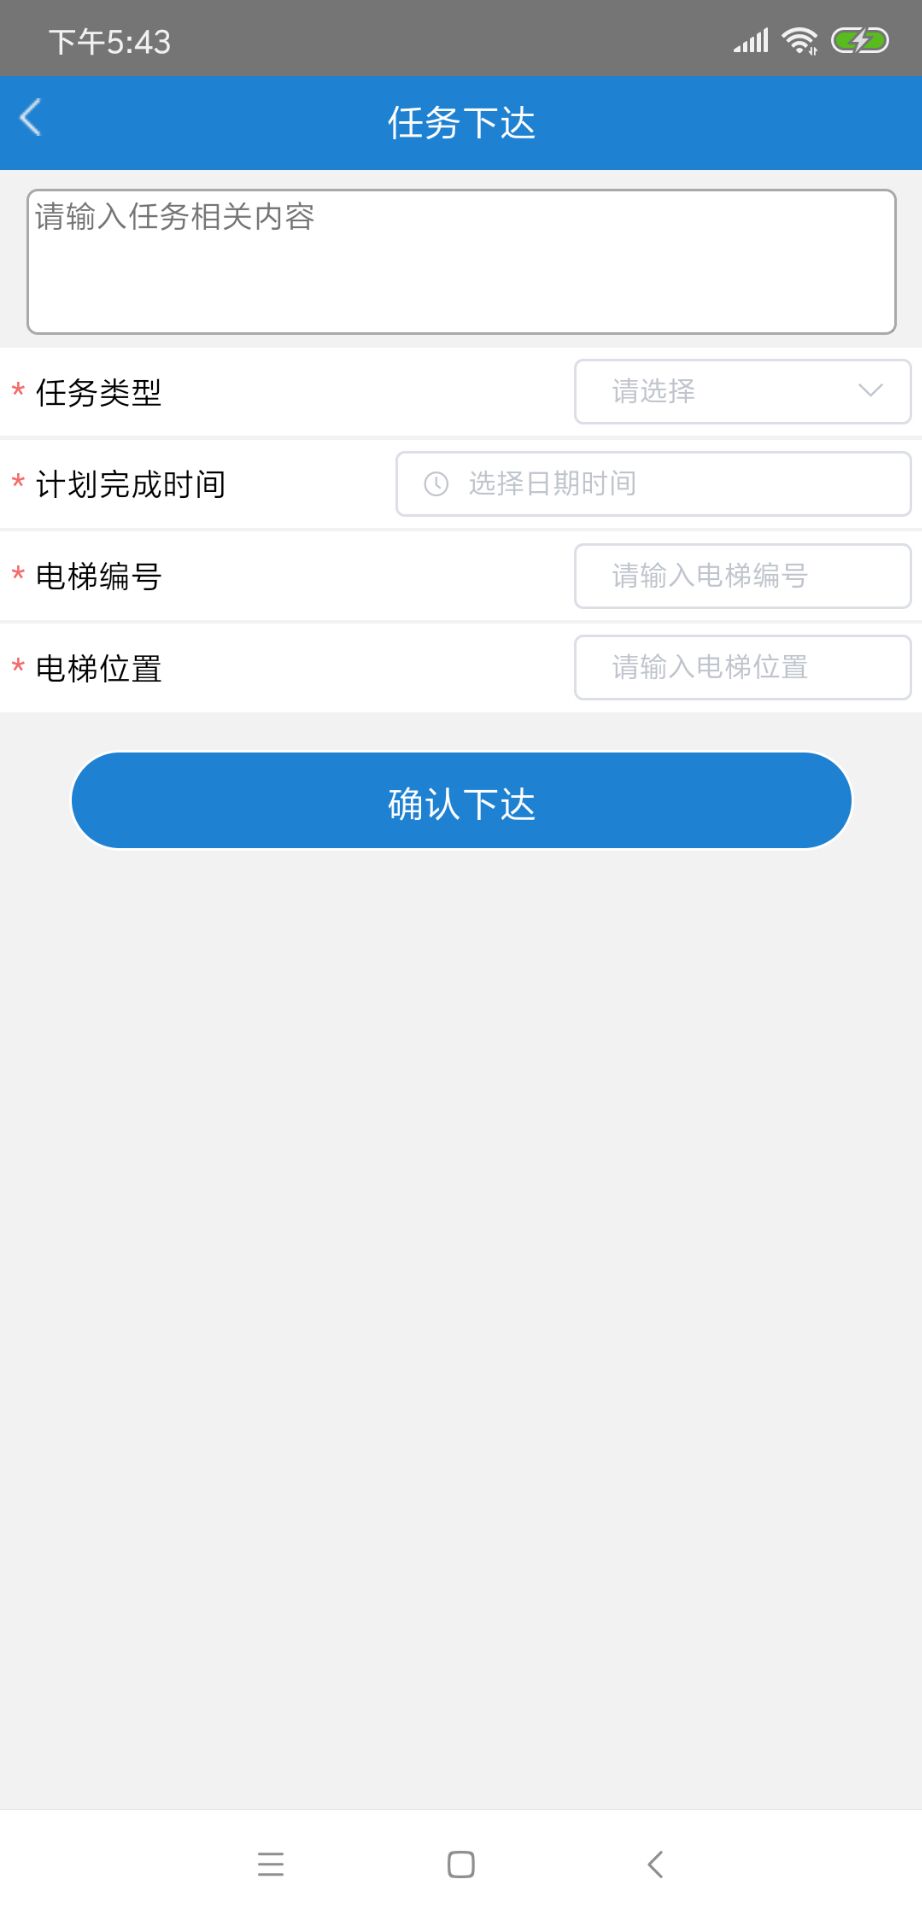 下午5:43
任务下达
请输入任务相关内容
* 任务类型 请选择
* 计划完成时间 选择日期时间
* 电梯编号 请输入电梯编号
* 电梯位置 请输入电梯位置
确认下达